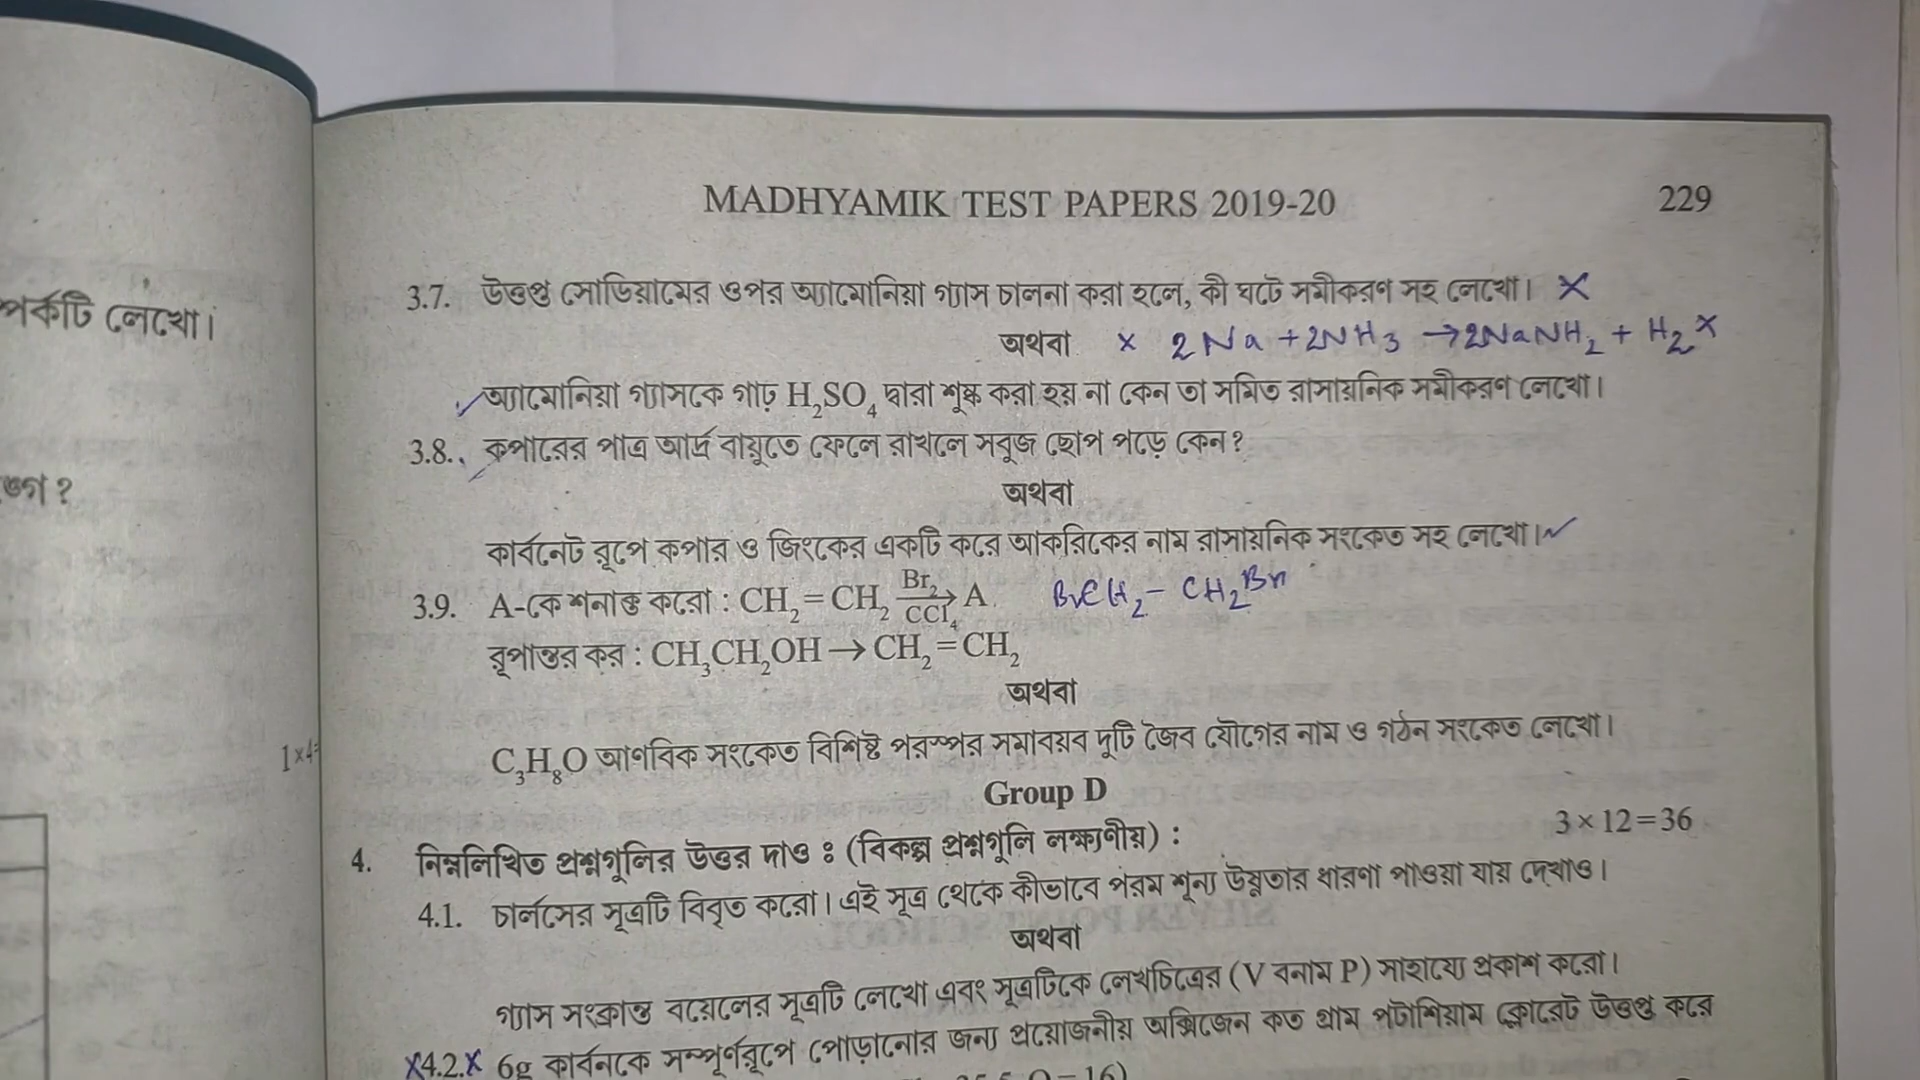 MADHYAMIK TEST PAPERS 2019-20 229
3.7. উত্তপ্ত সোডিয়ামের ওপর অ্যামোনিয়া গ্যাস চালনা করা হলে, কী ঘটে সমীকরণ সহ লেখো। X
অথবা x 2Na + 2NH₃ → 2NaNH₂ + H₂ x
অ্যামোনিয়া গ্যাসকে গাঢ় H₂SO₄ দ্বারা শুষ্ক করা হয় না কেন তা সমিত রাসায়নিক সমীকরণ লেখো।
3.8. কপারের পাত্র আর্দ্র বায়ুতে ফেলে রাখলে সবুজ ছোপ পড়ে কেন?
অথবা
কার্বনেট রূপে কপার ও জিংকের একটি করে আকরিকের নাম রাসায়নিক সংকেত সহ লেখো।
3.9. A-কে শনাক্ত করো : CH₂=CH₂ Br₂/CCl₄→ A BrCH₂-CH₂Br
রূপান্তর কর : CH₃CH₂OH → CH₂=CH₂
অথবা
C₃H₈O আণবিক সংকেত বিশিষ্ট পরস্পর সমাবয়ব দুটি জৈব যৌগের নাম ও গঠন সংকেত লেখো।
Group D
4. নিম্নলিখিত প্রশ্নগুলির উত্তর দাও ঃ (বিকল্প প্রশ্নগুলি লক্ষ্যণীয়) : 3×12=36
4.1. চার্লসের সূত্রটি বিবৃত করো। এই সূত্র থেকে কীভাবে পরম শূন্য উষ্ণতার ধারণা পাওয়া যায় দেখাও।
অথবা
গ্যাস সংক্রান্ত বয়েলের সূত্রটি লেখো এবং সূত্রটিকে লেখচিত্রের (V বনাম P) সাহায্যে প্রকাশ করো।
x4.2.x 6g কার্বনকে সম্পূর্ণরূপে পোড়ানোর জন্য প্রয়োজনীয় অক্সিজেন কত গ্রাম পটাশিয়াম ক্লোরেট উত্তপ্ত করে
লেখো।
1×4=